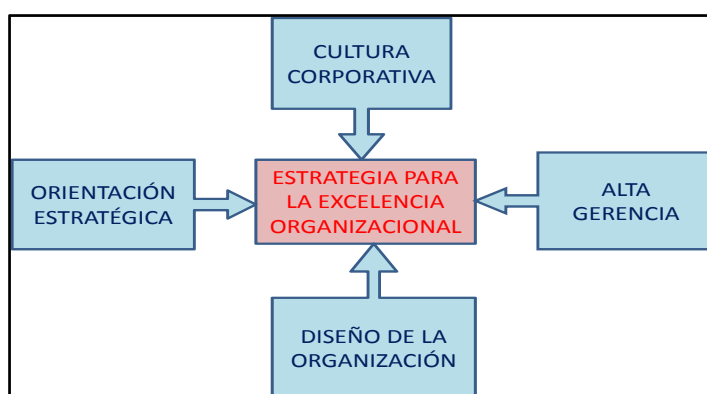 CULTURA
CORPORATIVA
ORIENTACIÓN
ESTRATÉGICA
ESTRATEGIA PARA
LA EXCELENCIA
ORGANIZACIONAL
ALTA
GERENCIA
DISEÑO DE LA
ORGANIZACIÓN